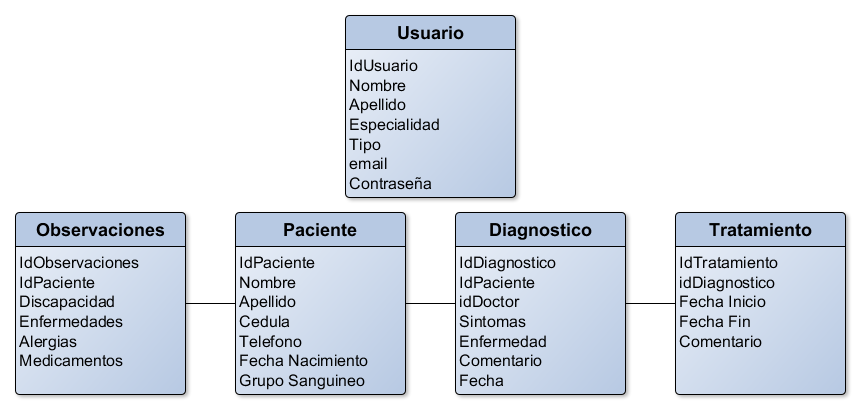 Usuario
IdUsuario
Nombre
Apellido
Especialidad
Tipo
email
Contraseña
Observaciones
IdObservaciones
IdPaciente
Discapacidad
Enfermedades
Alergias
Medicamentos
Paciente
IdPaciente
Nombre
Apellido
Cedula
Telefono
Fecha Nacimiento
Grupo Sanguineo
Diagnostico
IdDiagnostico
IdPaciente
idDoctor
Sintomas
Enfermedad
Comentario
Fecha
Tratamiento
IdTratamiento
idDiagnostico
Fecha Inicio
Fecha Fin
Comentario